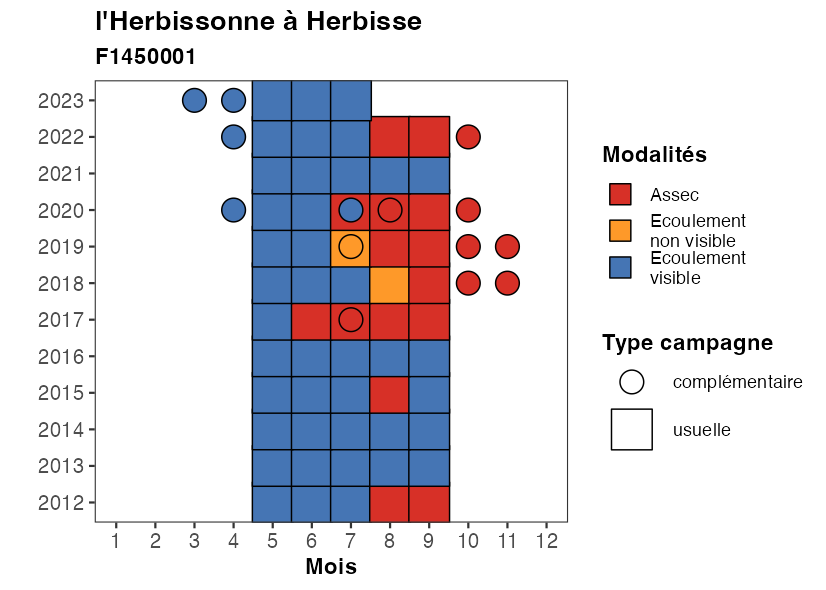 l'Herbissonne à Herbisse
F1450001
2023
2022
2021
2020
2019
2018
2017
2016
2015
2014
2013
2012
1 2 3 4 5 6 7 8 9 10 11 12
Mois
Modalités
Assec
Ecoulement
non visible
Ecoulement
visible
Type campagne
complémentaire
usuelle